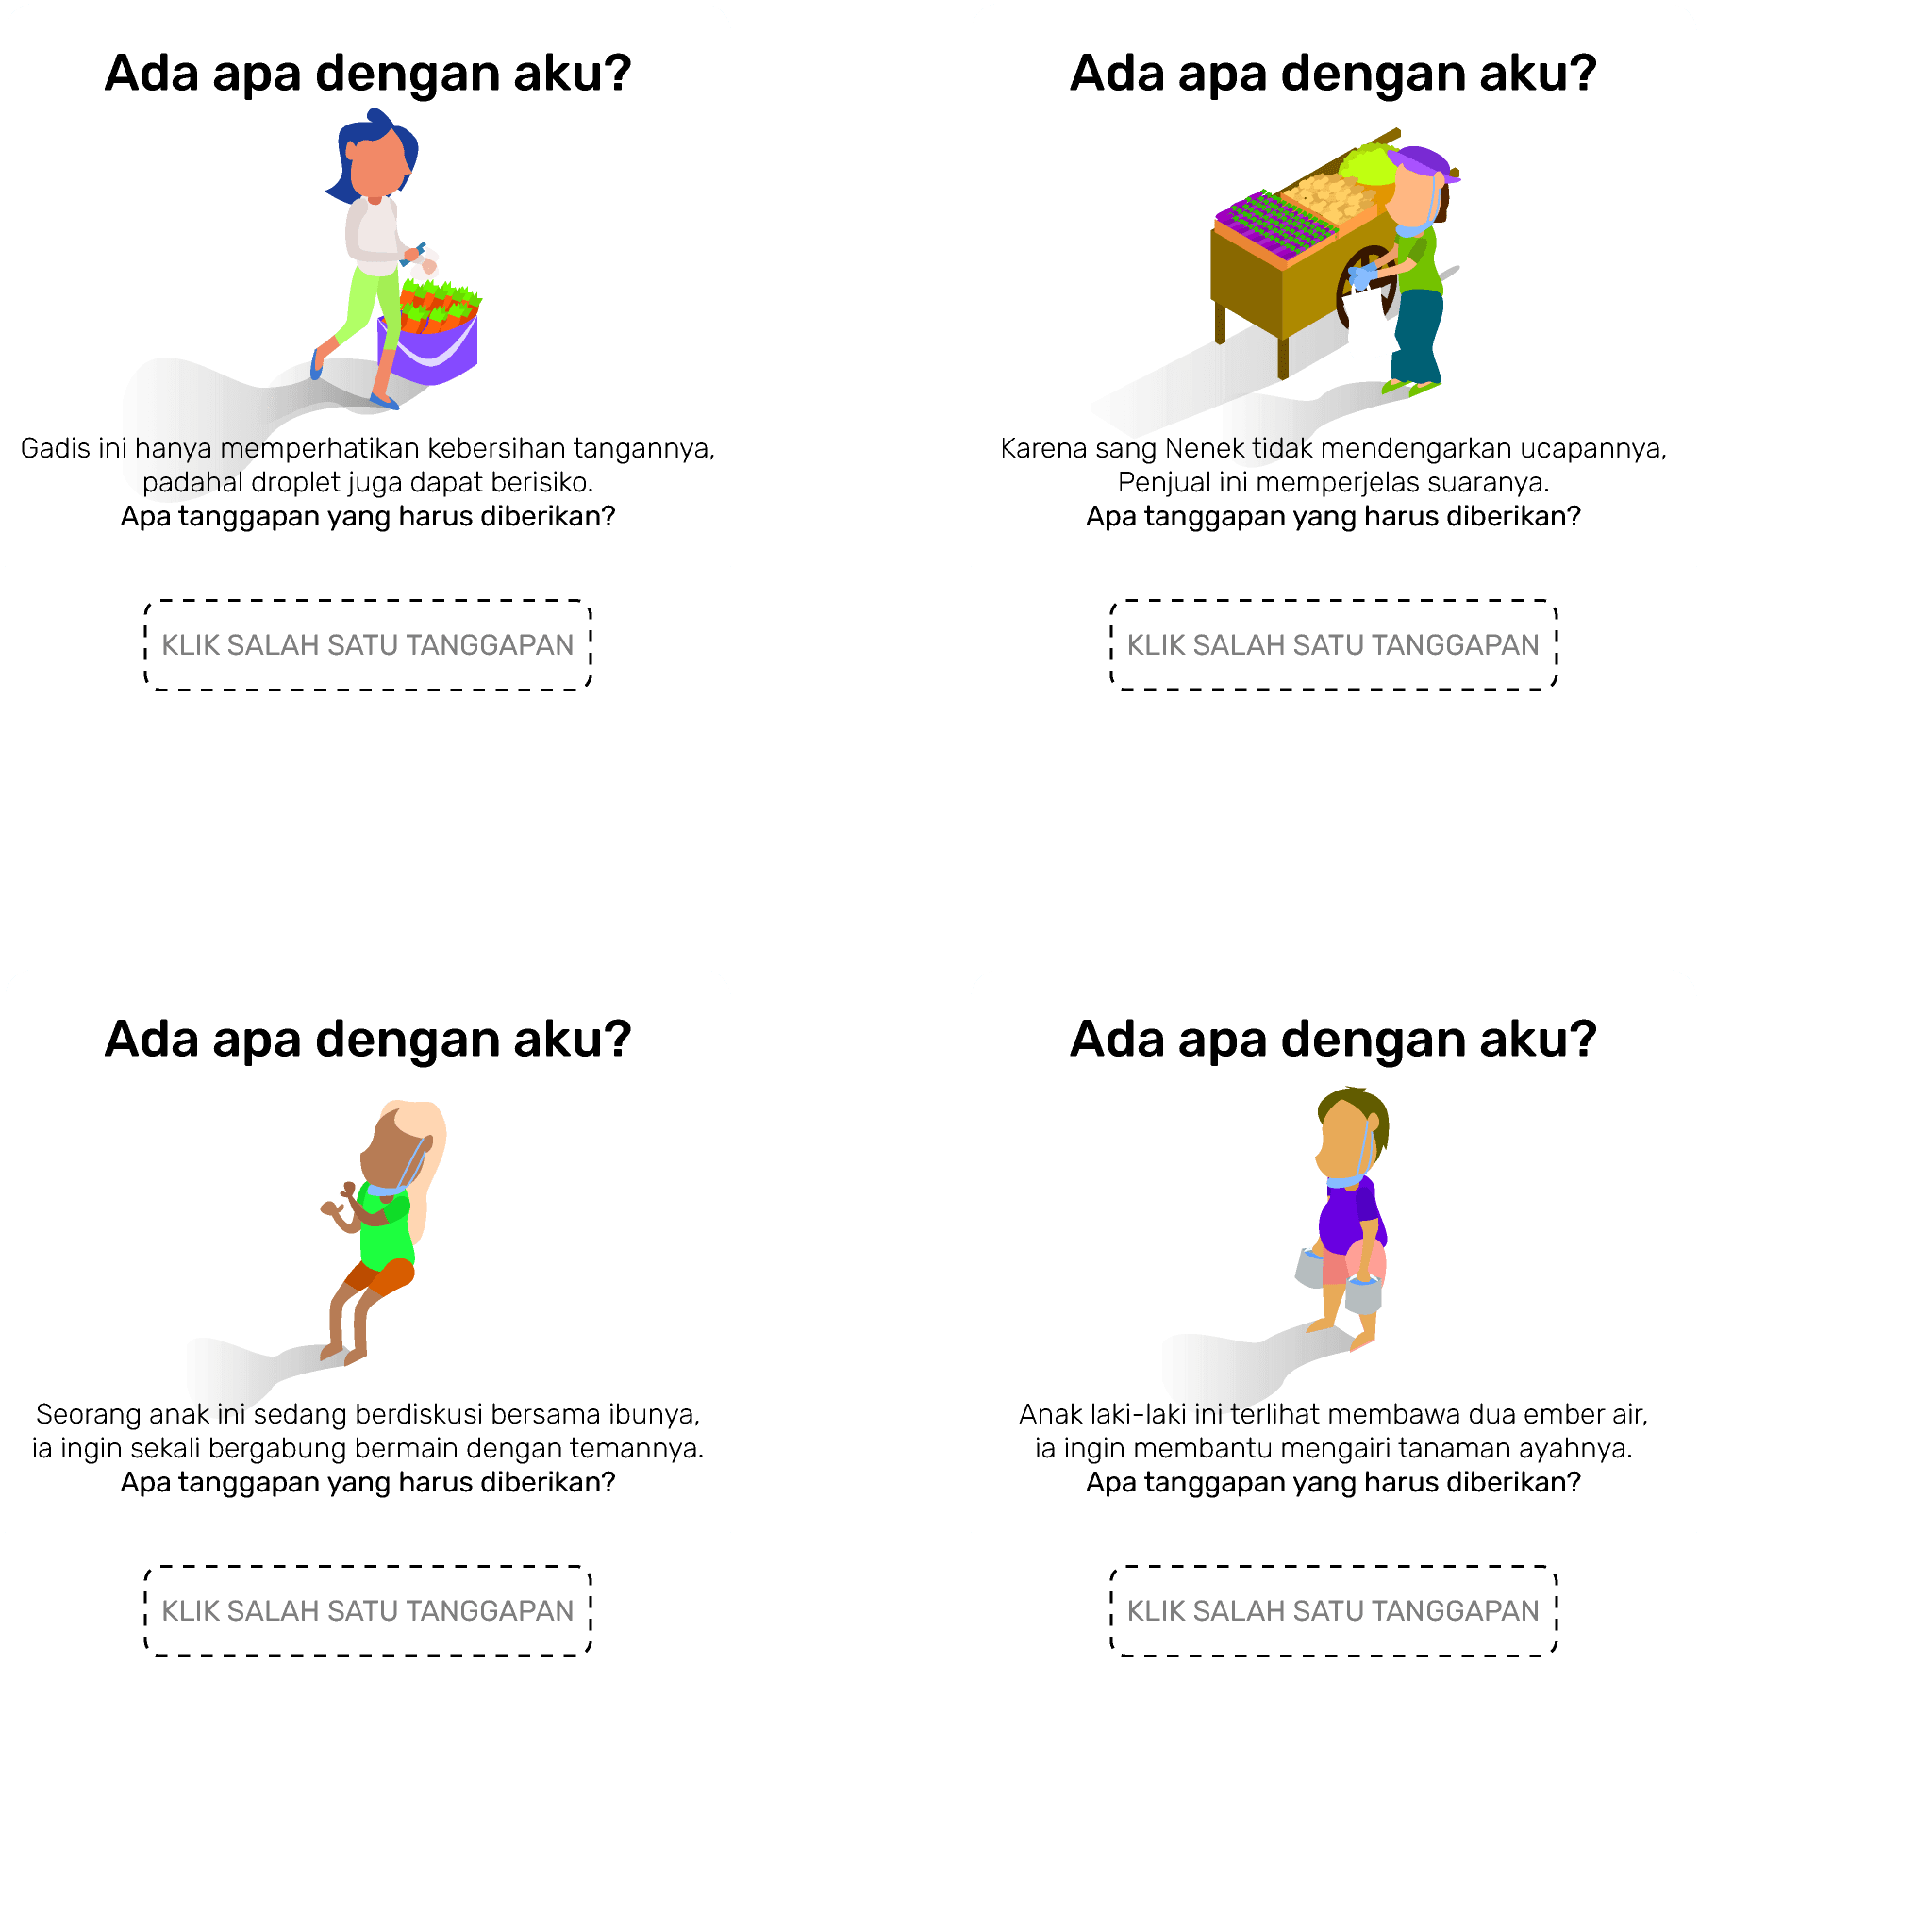 Ada apa dengan aku?
Gadis ini hanya memperhatikan kebersihan tangannya,
padahal droplet juga dapat berisiko.
Apa tanggapan yang harus diberikan?
KLIK SALAH SATU TANGGAPAN
Ada apa dengan aku?
Karena sang Nenek tidak mendengarkan ucapannya,
Penjual ini memperjelas suaranya.
Apa tanggapan yang harus diberikan?
KLIK SALAH SATU TANGGAPAN
Ada apa dengan aku?
Seorang anak ini sedang berdiskusi bersama ibunya,
ia ingin sekali bergabung bermain dengan temannya.
Apa tanggapan yang harus diberikan?
KLIK SALAH SATU TANGGAPAN
Ada apa dengan aku?
Anak laki-laki ini terlihat membawa dua ember air,
ia ingin membantu mengairi tanaman ayahnya.
Apa tanggapan yang harus diberikan?
KLIK SALAH SATU TANGGAPAN